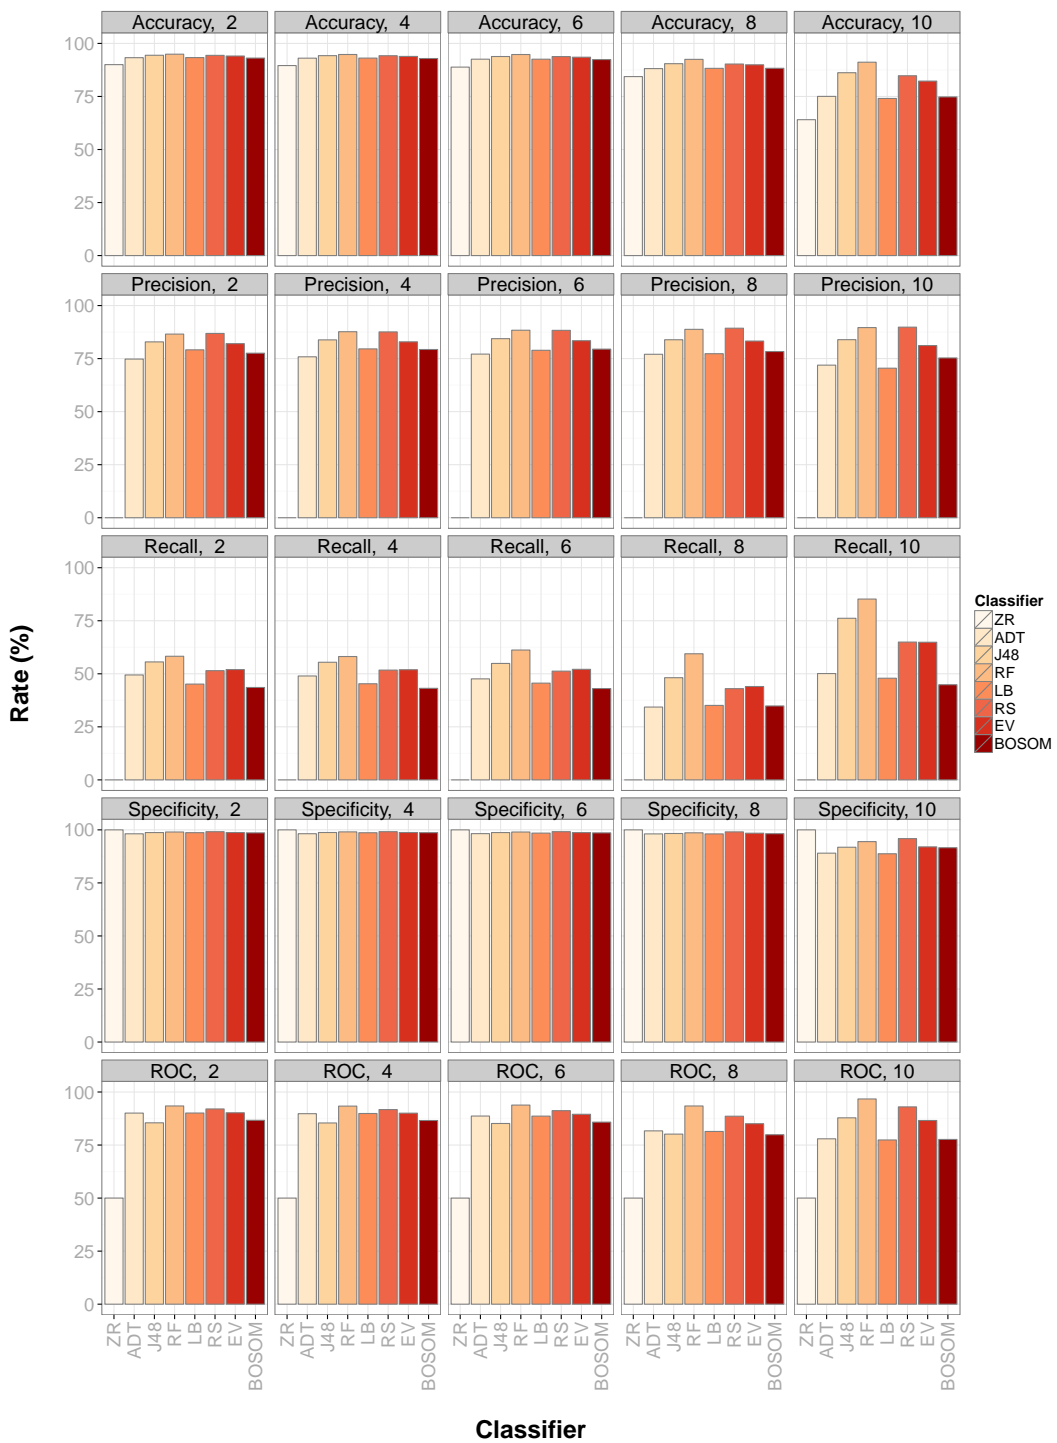 Accuracy, 2
Accuracy, 4
Accuracy, 6
Accuracy, 8
Accuracy, 10
100
75
50
25
0
Precision, 2
Precision, 4
Precision, 6
Precision, 8
Precision, 10
100
75
50
25
0
Recall, 2
Recall, 4
Recall, 6
Recall, 8
Recall, 10
100
75
50
25
0
Specificity, 2
Specificity, 4
Specificity, 6
Specificity, 8
Specificity, 10
100
75
50
25
0
ROC, 2
ROC, 4
ROC, 6
ROC, 8
ROC, 10
100
75
50
25
0
ZR
ADT
J48
RF
LB
RS
EV
BOSOM
ZR
ADT
J48
RF
LB
RS
EV
BOSOM
ZR
ADT
J48
RF
LB
RS
EV
BOSOM
ZR
ADT
J48
RF
LB
RS
EV
BOSOM
ZR
ADT
J48
RF
LB
RS
EV
BOSOM
Classifier
Rate (%)
Classifier
ZR
ADT
J48
RF
LB
RS
EV
BOSOM